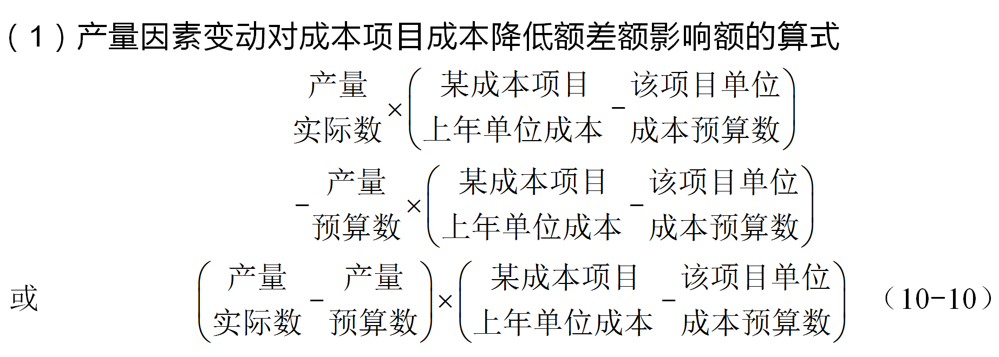 （1）产量因素变动对成本项目成本降低额差额影响额的算式
产量 某成本项目 该项目单位
实际数 × ( 上年单位成本 - 成本预算数 )
产量 某成本项目 该项目单位
- 预算数 × ( 上年单位成本 - 成本预算数 )
产量 产量 某成本项目 该项目单位
或 ( 实际数 - 预算数 ) × ( 上年单位成本 - 成本预算数 ) （10-10）